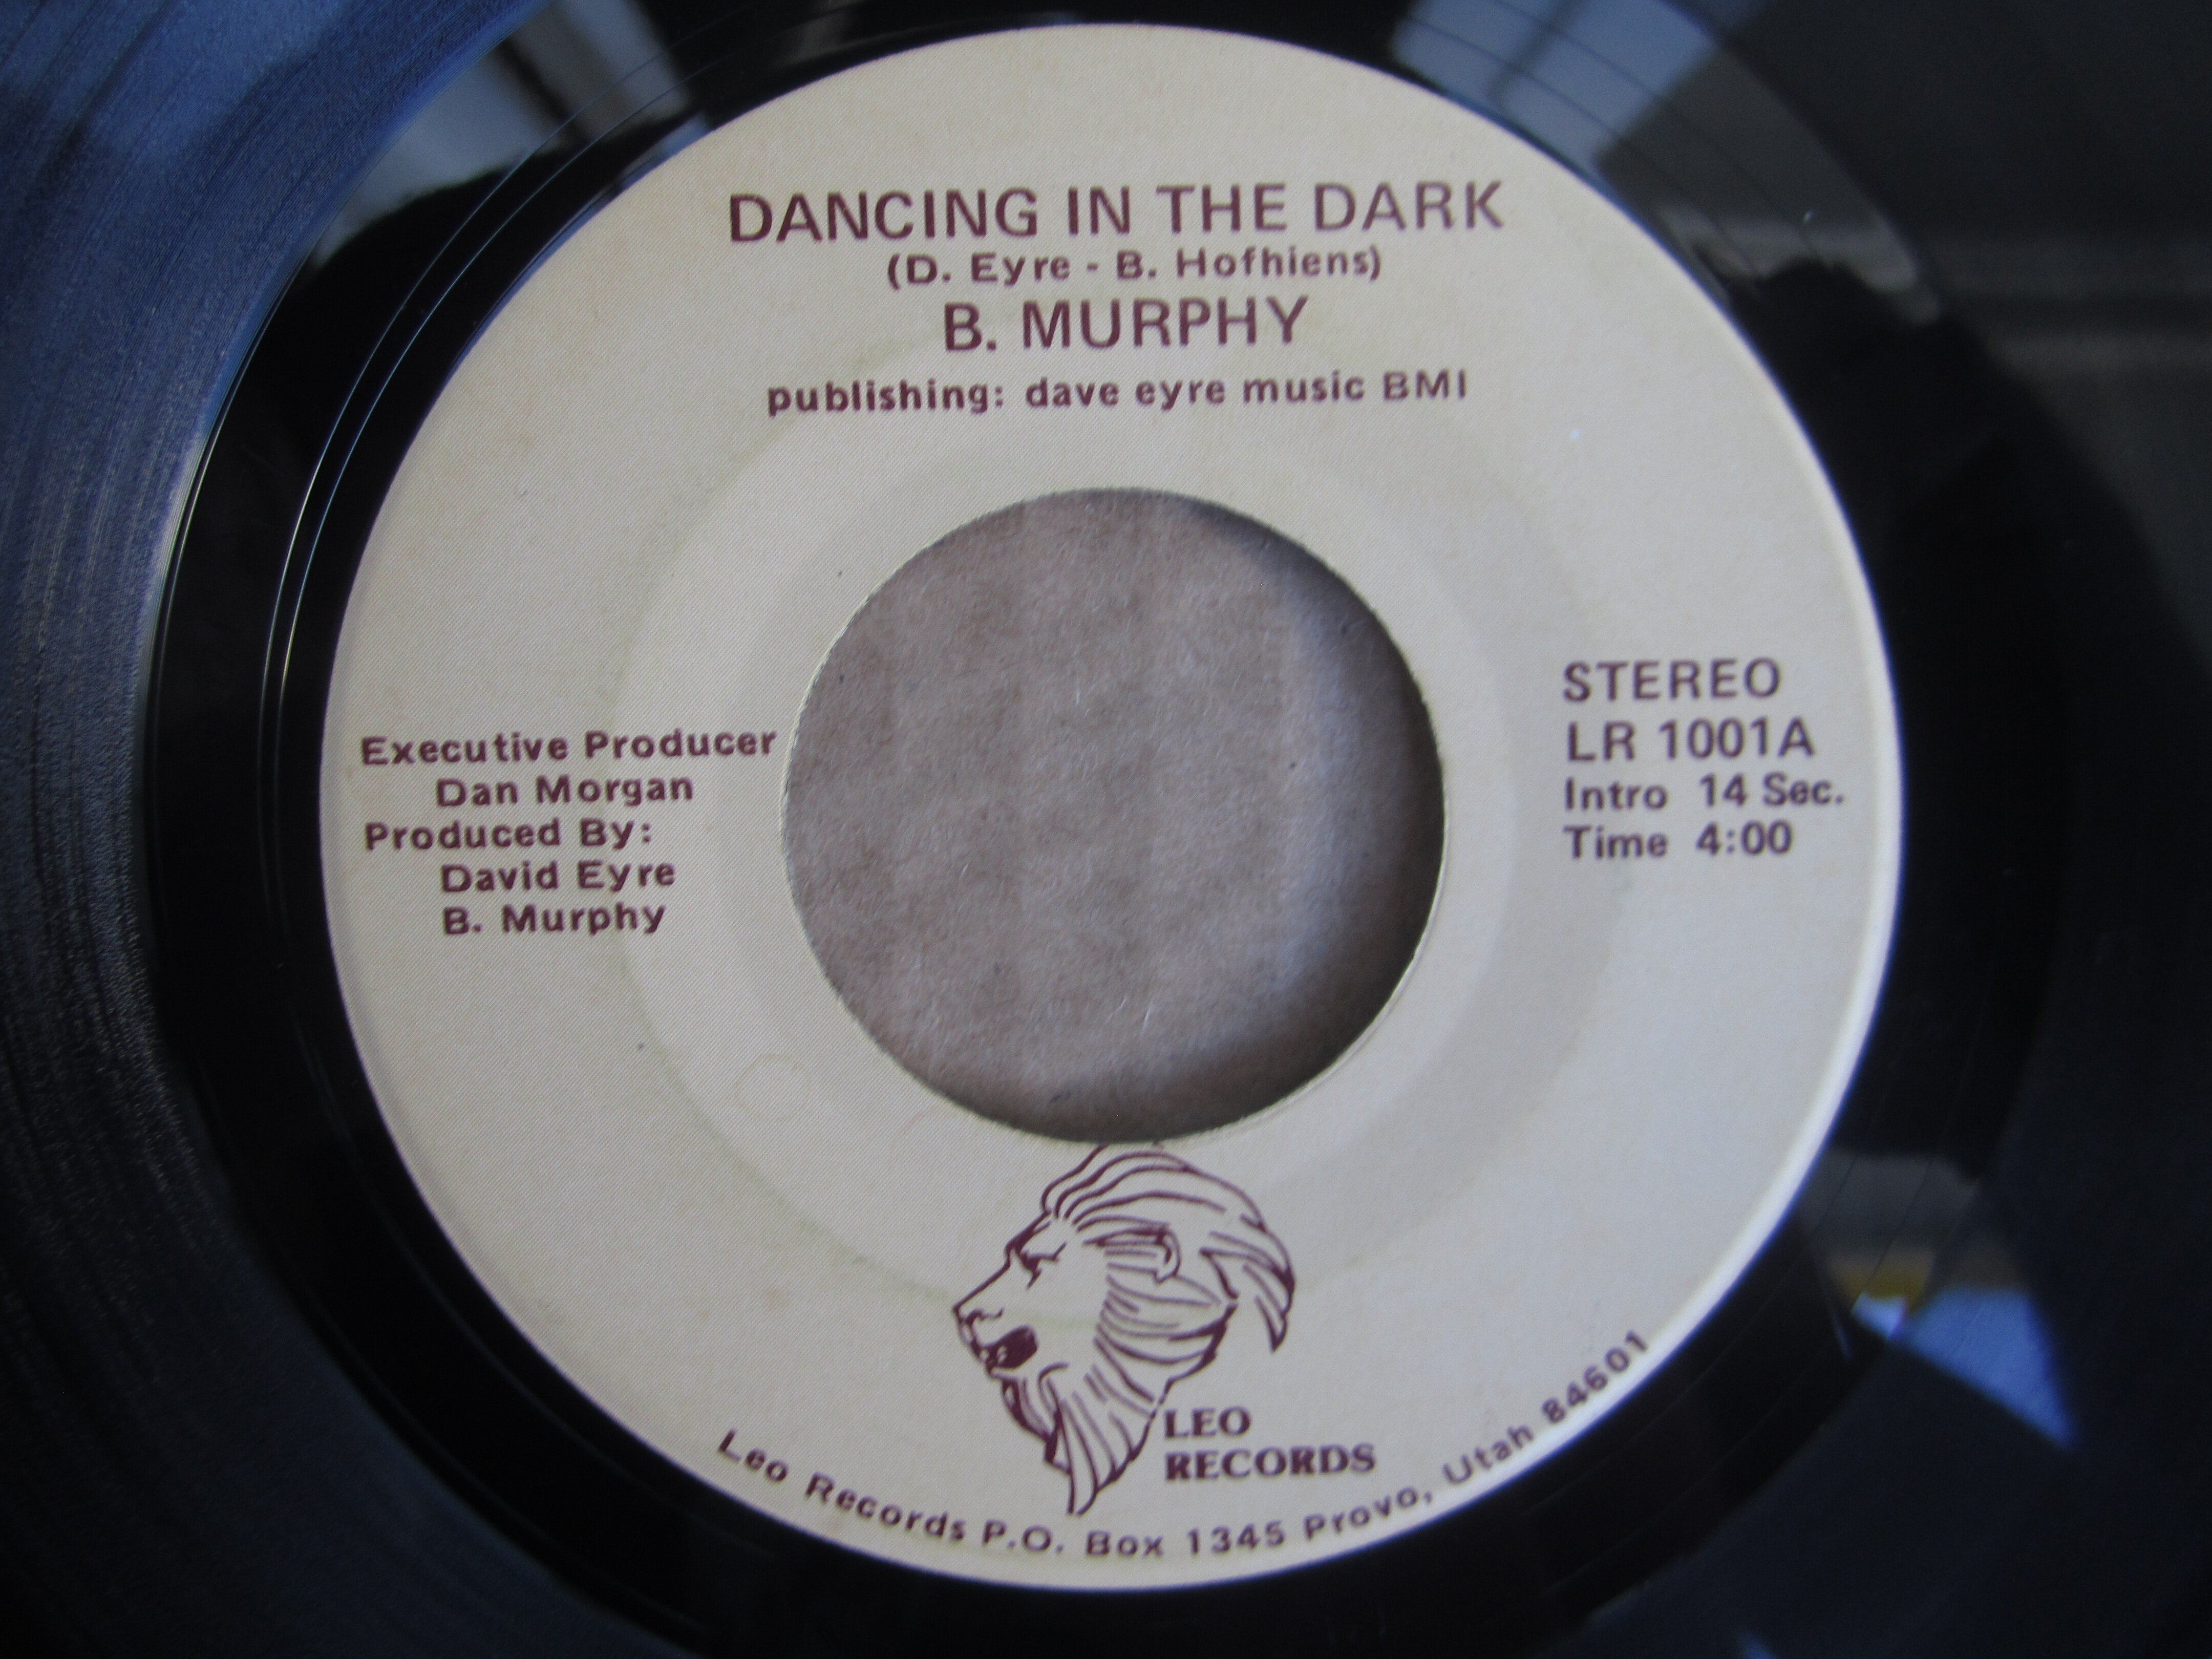 DANCING IN THE DARK
(D. Eyre - B. Hofhiens)
B. MURPHY
publishing: dave eyre music BMI
Executive Producer
Dan Morgan
Produced By:
David Eyre
B. Murphy
STEREO
LR 1001A
Intro 14 Sec.
Time 4:00
LEO
RECORDS
Leo Records P.O. Box 1345 Provo, Utah 84601